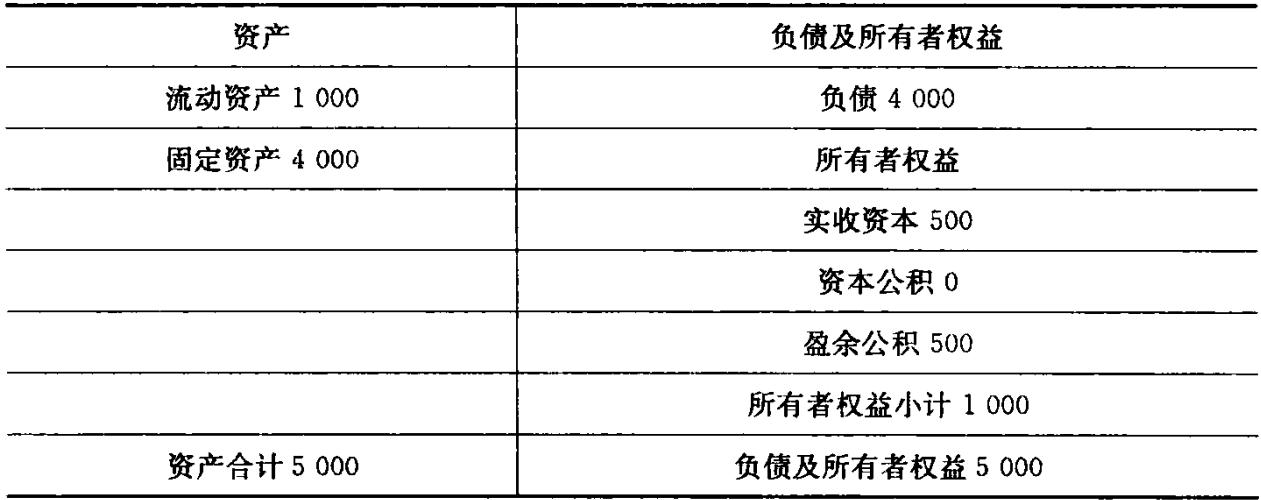 资产 负债及所有者权益
流动资产 1 000 负债 4 000
固定资产 4 000 所有者权益
实收资本 500
资本公积 0
盈余公积 500
所有者权益小计 1 000
资产合计 5 000 负债及所有者权益 5 000